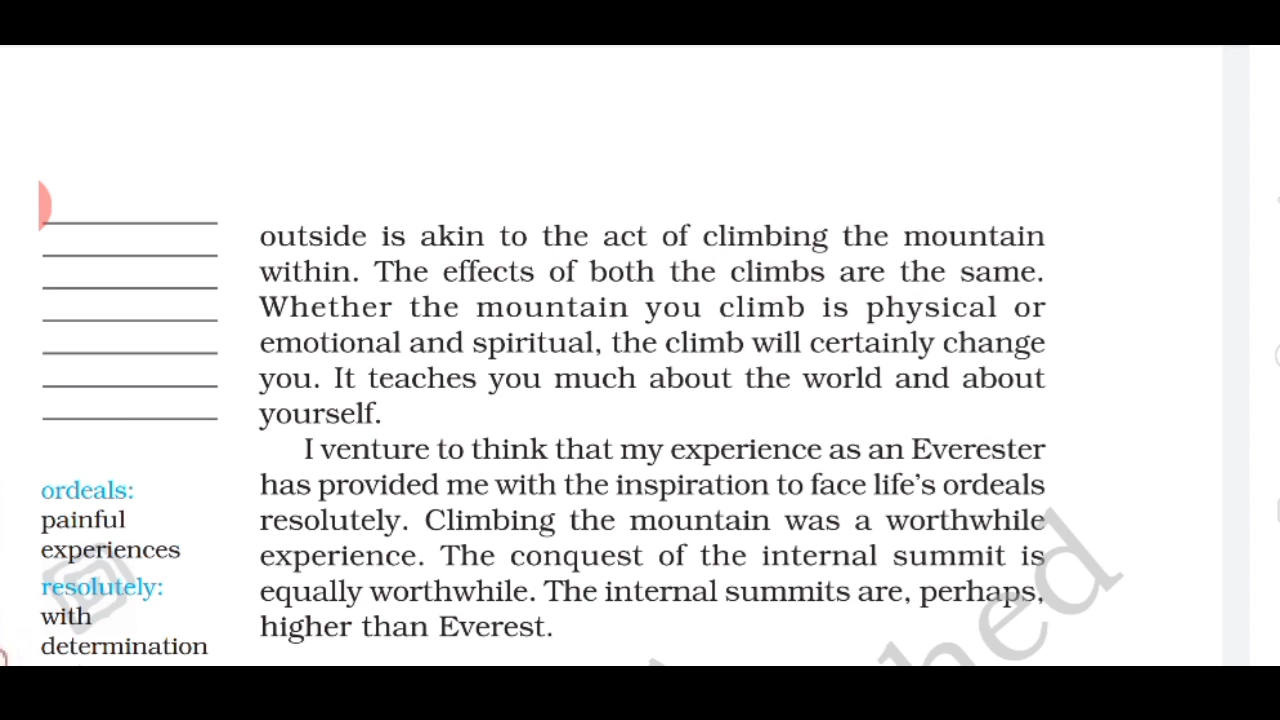 outside is akin to the act of climbing the mountain
within. The effects of both the climbs are the same.
Whether the mountain you climb is physical or
emotional and spiritual, the climb will certainly change
you. It teaches you much about the world and about
yourself.
I venture to think that my experience as an Everester
has provided me with the inspiration to face life's ordeals
resolutely. Climbing the mountain was a worthwhile
experience. The conquest of the internal summit is
equally worthwhile. The internal summits are, perhaps,
higher than Everest.
ordeals:
painful
experiences
resolutely:
with
determination